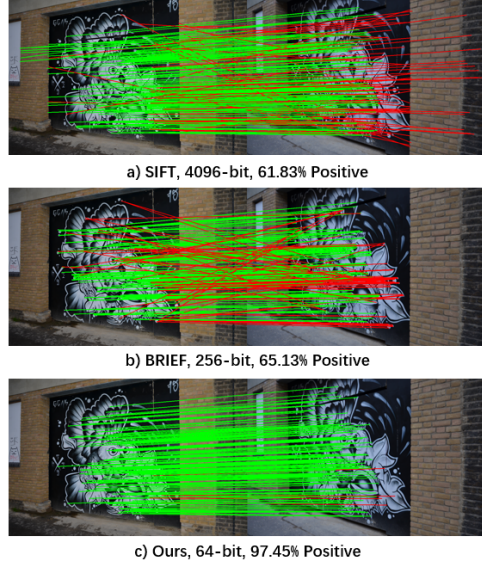 a) SIFT, 4096-bit, 61.83% Positive
b) BRIEF, 256-bit, 65.13% Positive
c) Ours, 64-bit, 97.45% Positive